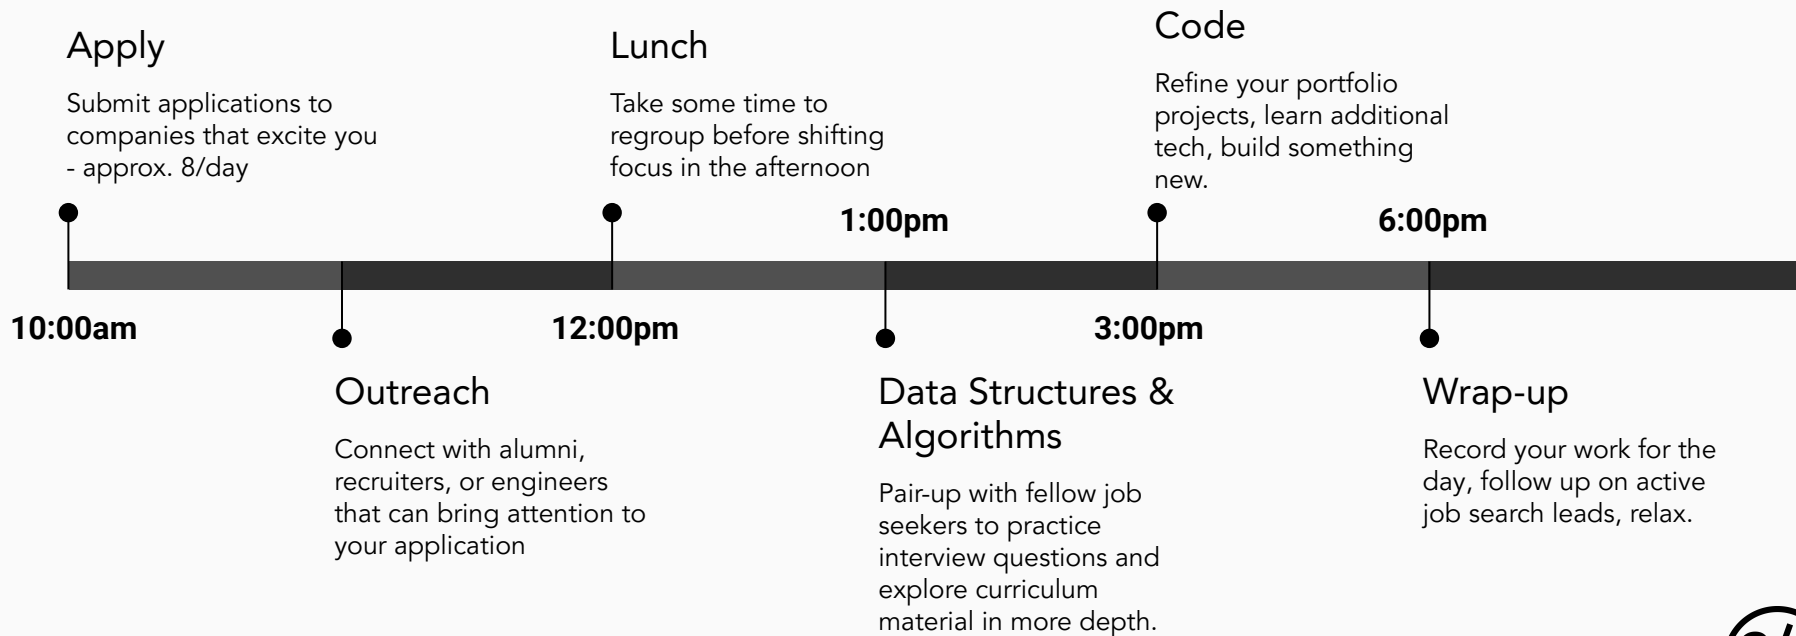 Apply
Submit applications to
companies that excite you
- approx. 8/day
Lunch
Take some time to
regroup before shifting
focus in the afternoon
Code
Refine your portfolio
projects, learn additional
tech, build something
new.
1:00pm
6:00pm
10:00am
12:00pm
3:00pm
Outreach
Connect with alumni,
recruiters, or engineers
that can bring attention to
your application
Data Structures &
Algorithms
Pair-up with fellow job
seekers to practice
interview questions and
explore curriculum
material in more depth.
Wrap-up
Record your work for the
day, follow up on active
job search leads, relax.